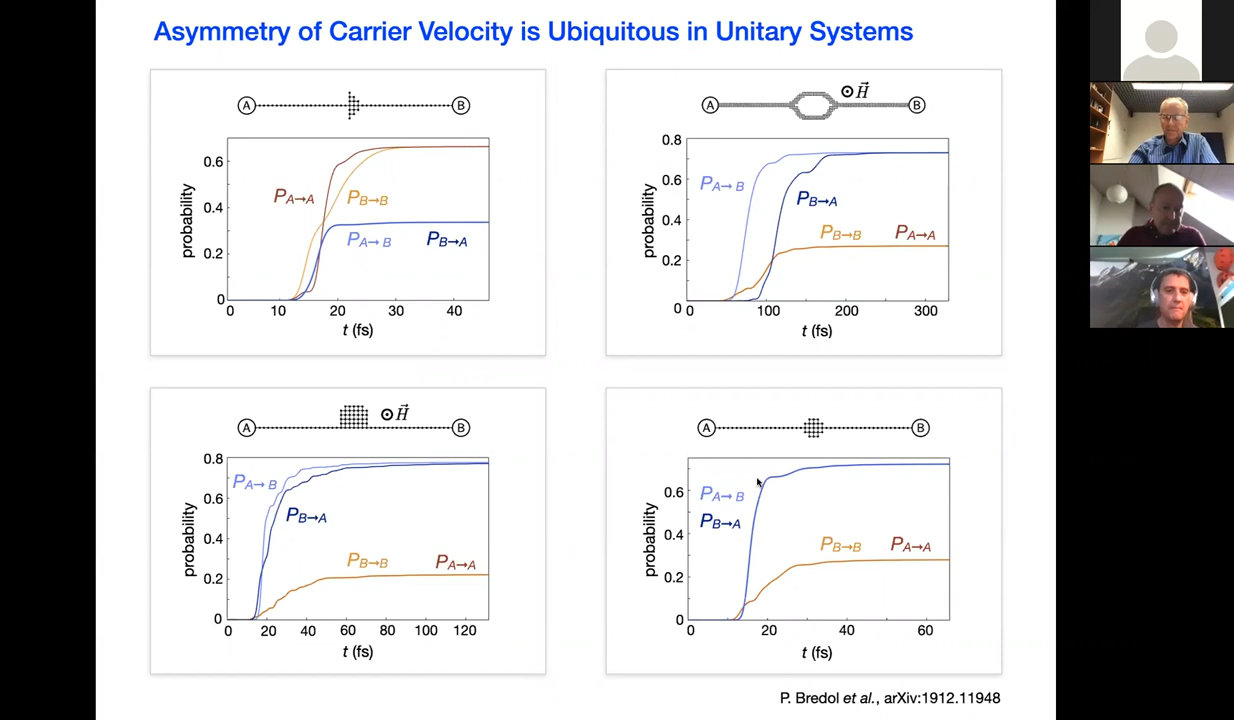 Asymmetry of Carrier Velocity is Ubiquitous in Unitary Systems
A B
probability
0.6
0.4
0.2
0
P_A→A P_B→B
P_A→B P_B→A
0 10 20 30 40
t (fs)
A B ⊙H⃗
probability
0.8
0.6
0.4
0.2
0
P_A→B
P_B→A
P_B→B P_A→A
0 100 200 300
t (fs)
A B ⊙H⃗
probability
0.8
0.6
0.4
0.2
0
P_A→B
P_B→A
P_B→B P_A→A
0 20 40 60 80 100 120
t (fs)
A B
probability
0.6
0.4
0.2
0
P_A→B
P_B→A
P_B→B P_A→A
0 20 40 60
t (fs)
P. Bredol et al., arXiv:1912.11948